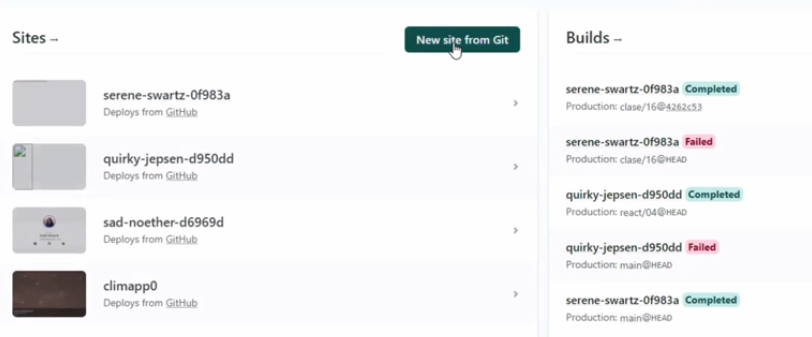 Sites →
New site from Git
serene-swartz-0f983a
Deploys from GitHub
quirky-jepsen-d950dd
Deploys from GitHub
sad-noether-d6969d
Deploys from GitHub
climapp0
Deploys from GitHub
Builds →
serene-swartz-0f983a Completed
Production: clase/16@4262c53
serene-swartz-0f983a Failed
Production: clase/16@HEAD
quirky-jepsen-d950dd Completed
Production: react/04@HEAD
quirky-jepsen-d950dd Failed
Production: main@HEAD
serene-swartz-0f983a Completed
Production: main@HEAD